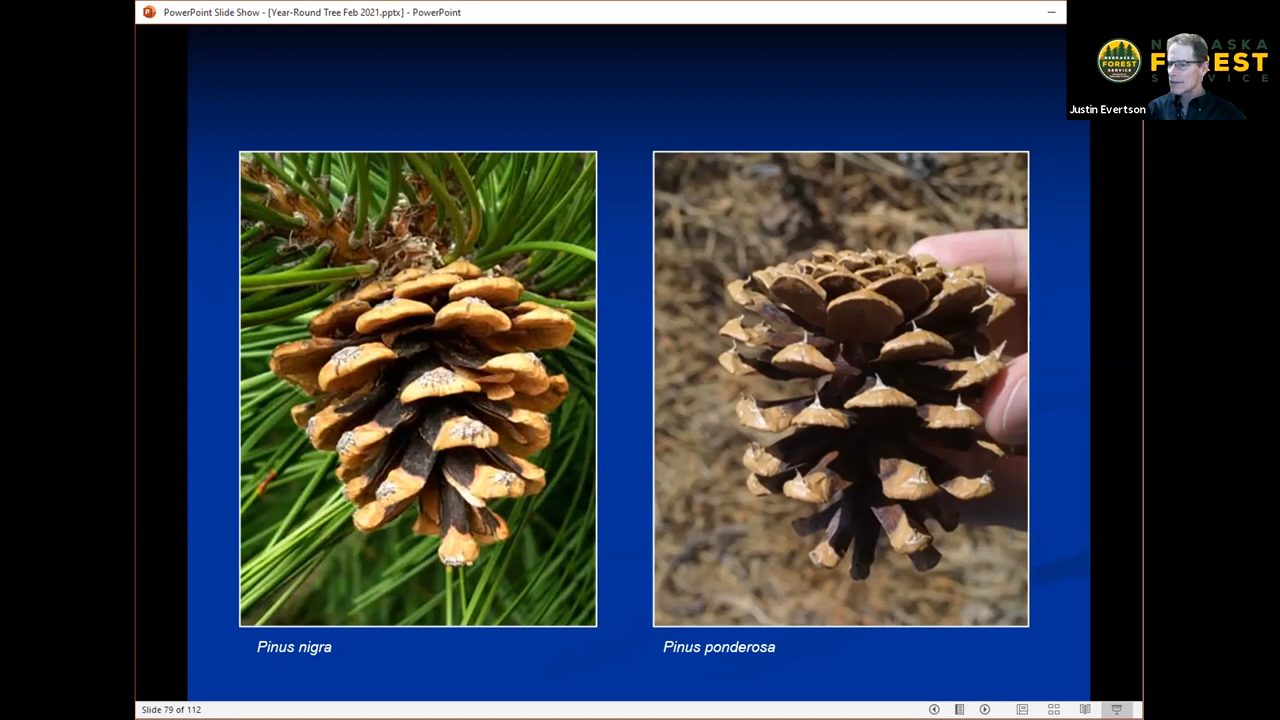 PowerPoint Slide Show - [Year-Round Tree Feb 2021.pptx] - PowerPoint
NEBRASKA
FOREST
SERVICE
Justin Evertson
Pinus nigra
Pinus ponderosa
Slide 79 of 112